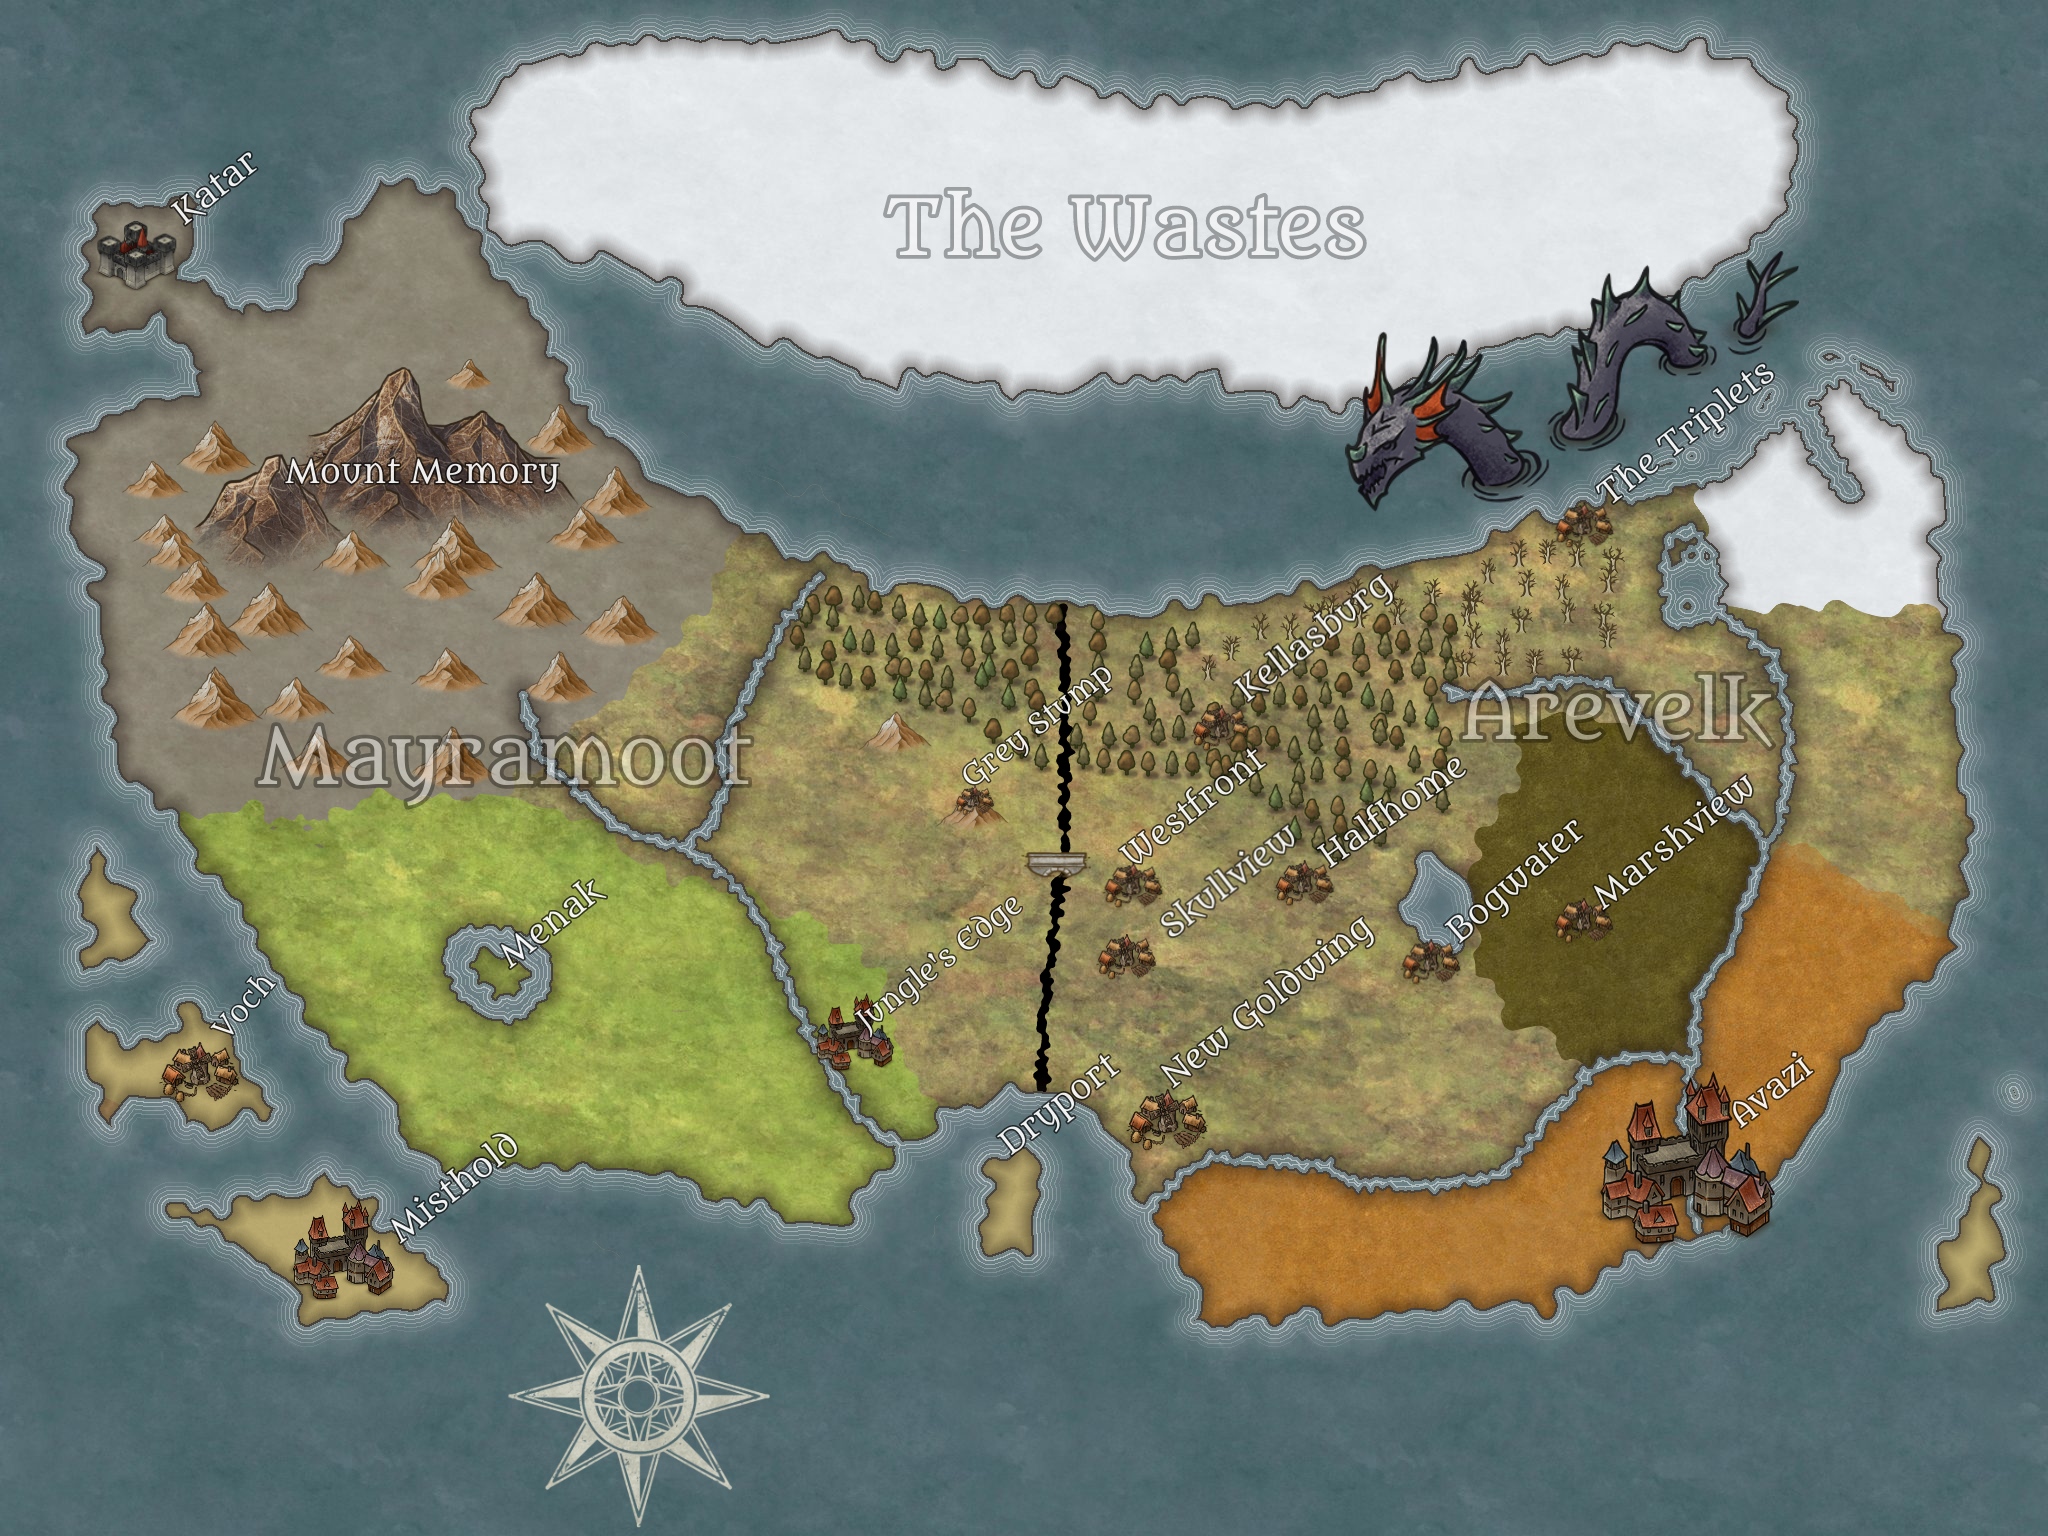 The Wastes
Katar
The Triplets
Mount Memory
Kellasburg
Grey Stump
Arevelk
Mayramoot
Westfront
Halfhome
Skullview
Marshview
Bogwater
Menak
Jungle's Edge
New Goldwing
Voch
Dryport
Avazi
Misthold